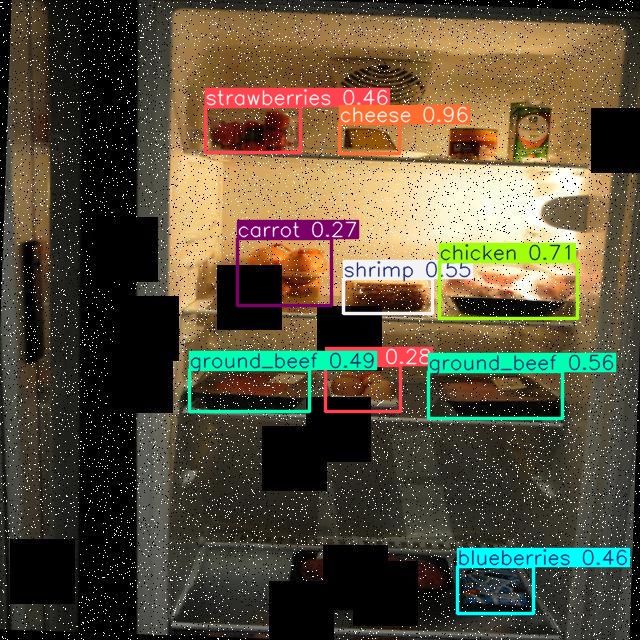 strawberries 0.46
cheese 0.96
carrot 0.27
chicken 0.71
shrimp 0.55
ground_beef 0.49
0.28
ground_beef 0.56
blueberries 0.46